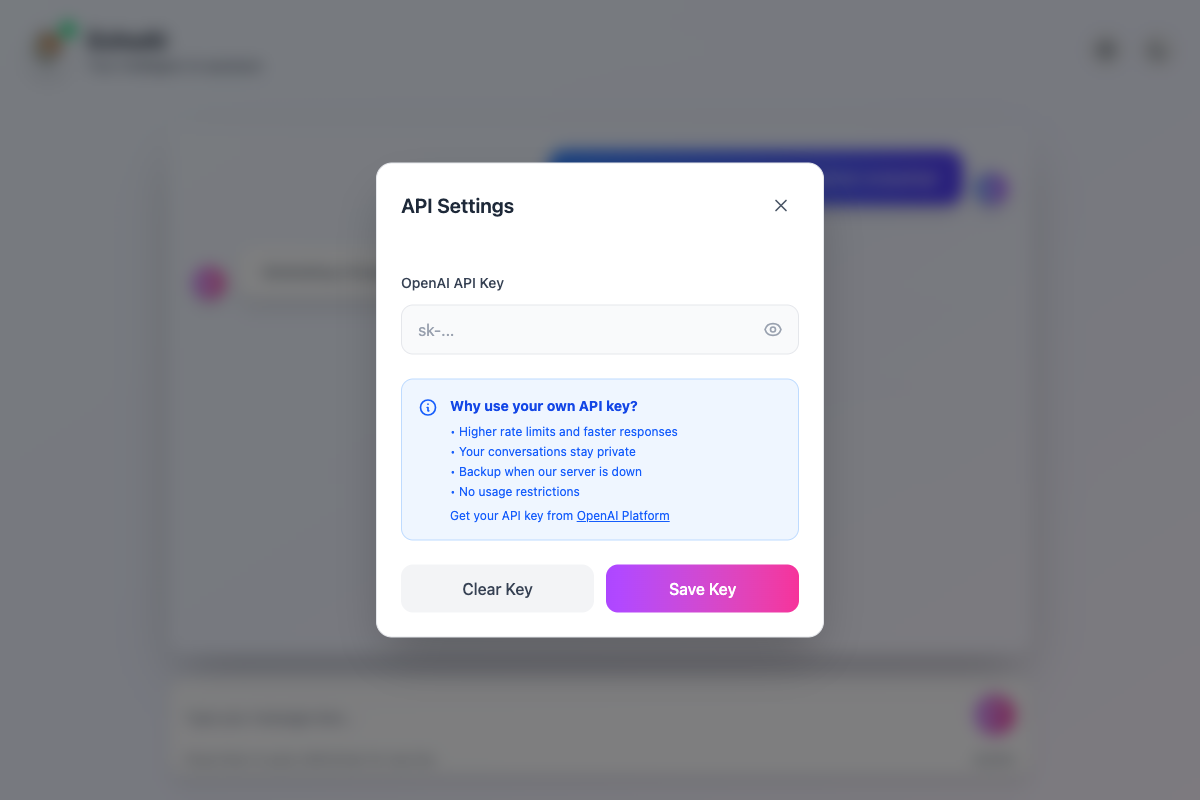 API Settings
OpenAI API Key
sk-...
Why use your own API key?
• Higher rate limits and faster responses
• Your conversations stay private
• Backup when our server is down
• No usage restrictions
Get your API key from OpenAI Platform
Clear Key
Save Key